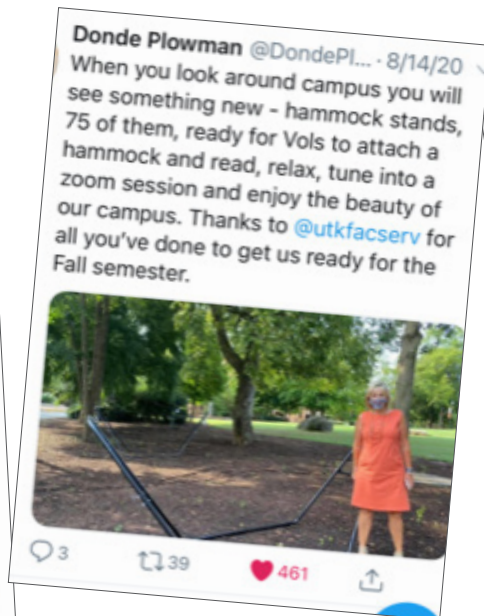 Donde Plowman @DondePl... · 8/14/20
When you look around campus you will
see something new - hammock stands,
75 of them, ready for Vols to attach a
hammock and read, relax, tune into a
zoom session and enjoy the beauty of
our campus. Thanks to @utkfacserv for
all you've done to get us ready for the
Fall semester.
3 39 461